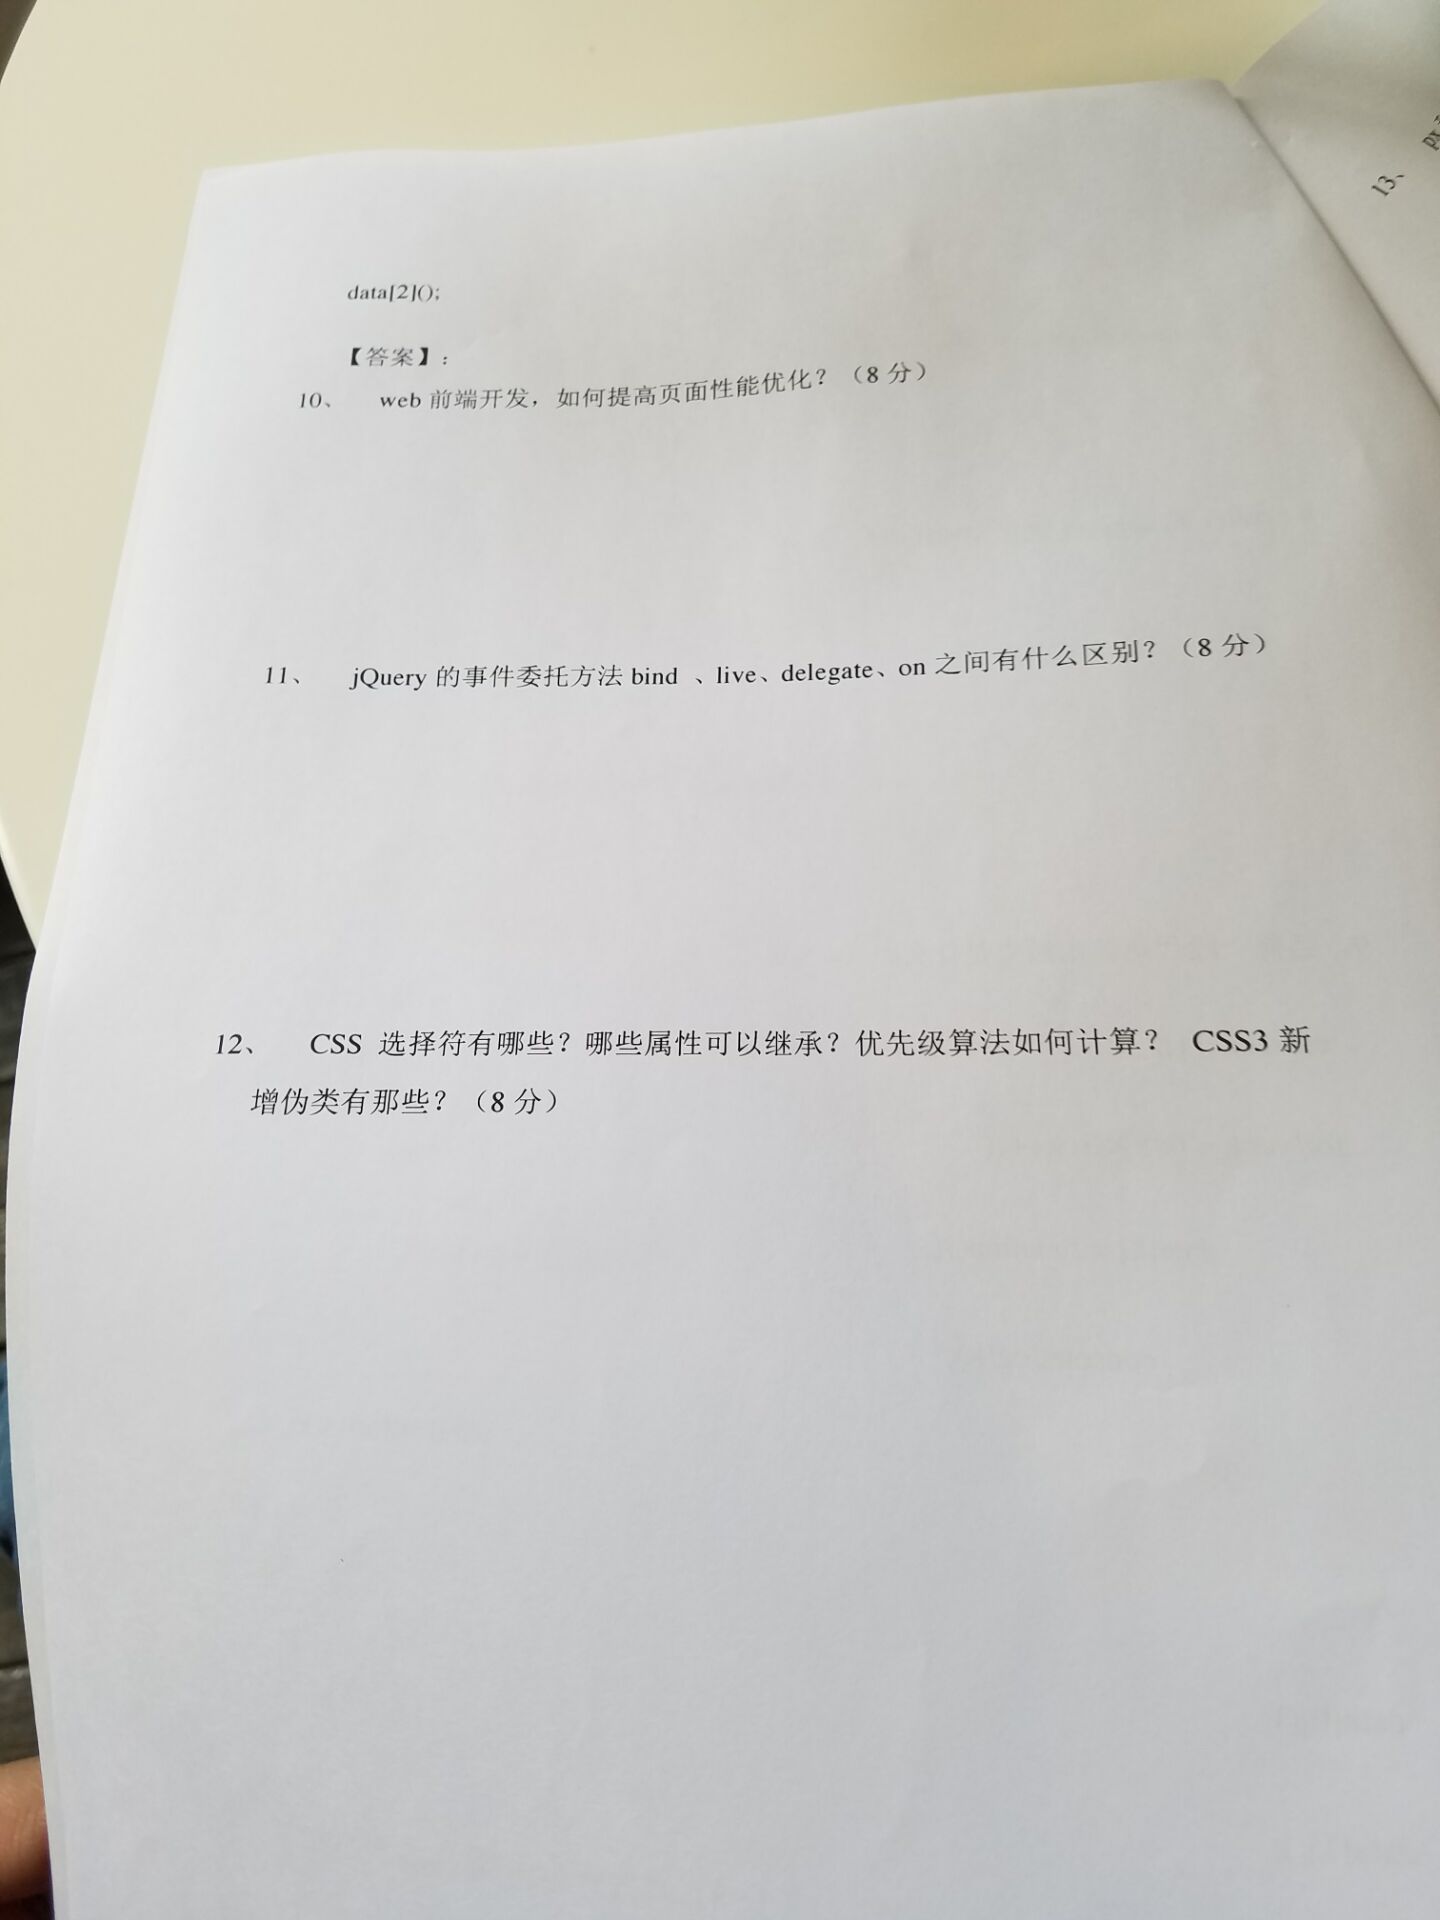 data[2]();
【答案】:
10、 web 前端开发，如何提高页面性能优化？（8 分）
11、 jQuery 的事件委托方法 bind 、live、delegate、on 之间有什么区别？（8 分）
12、 CSS 选择符有哪些？哪些属性可以继承？优先级算法如何计算？ CSS3 新
增伪类有那些？（8 分）
13、